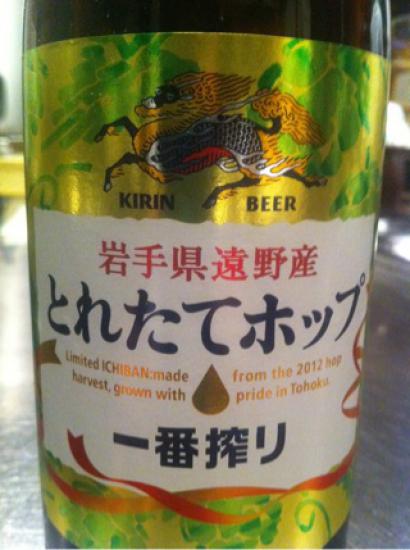 KIRIN BEER
岩手県遠野産
とれたてホップ
Limited ICHIBAN:made from the 2012 hop
harvest, grown with pride in Tohoku.
一番搾り